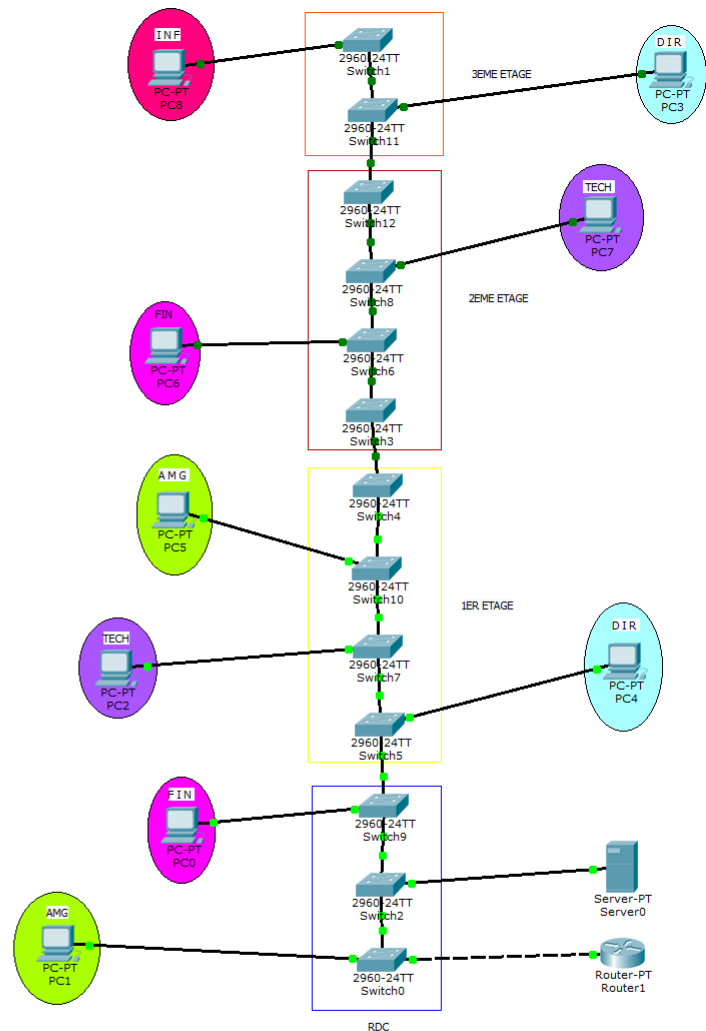 INF
PC-PT
PC8
2960-24TT
Switch1
3EME ETAGE
DIR
PC-PT
PC3
2960-24TT
Switch11
2960-24TT
Switch12
TECH
PC-PT
PC7
2960-24TT
Switch8
2EME ETAGE
FIN
PC-PT
PC6
2960-24TT
Switch6
2960-24TT
Switch3
AMG
PC-PT
PC5
2960-24TT
Switch4
2960-24TT
Switch10
1ER ETAGE
TECH
PC-PT
PC2
2960-24TT
Switch7
DIR
PC-PT
PC4
2960-24TT
Switch5
FIN
PC-PT
PC0
2960-24TT
Switch9
2960-24TT
Switch2
Server-PT
Server0
AMG
PC-PT
PC1
2960-24TT
Switch0
Router-PT
Router1
RDC